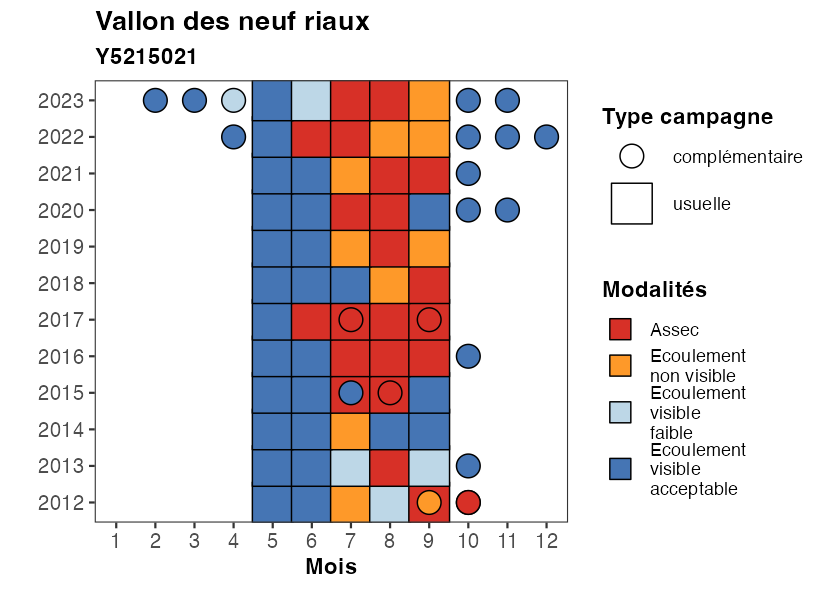 Vallon des neuf riaux
Y5215021
2023
2022
2021
2020
2019
2018
2017
2016
2015
2014
2013
2012
1 2 3 4 5 6 7 8 9 10 11 12
Mois
Type campagne
complémentaire
usuelle
Modalités
Assec
Ecoulement
non visible
Ecoulement
visible
faible
Ecoulement
visible
acceptable